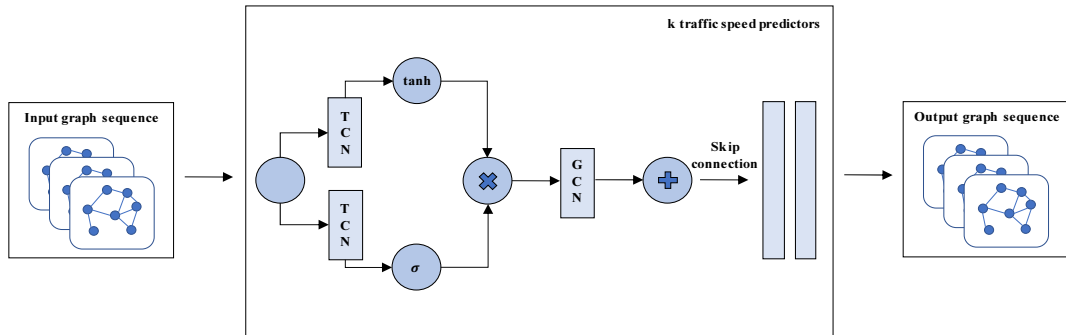 k traffic speed predictors
Input graph sequence
T
C
N
tanh
T
C
N
σ
G
C
N
Skip
connection
Output graph sequence